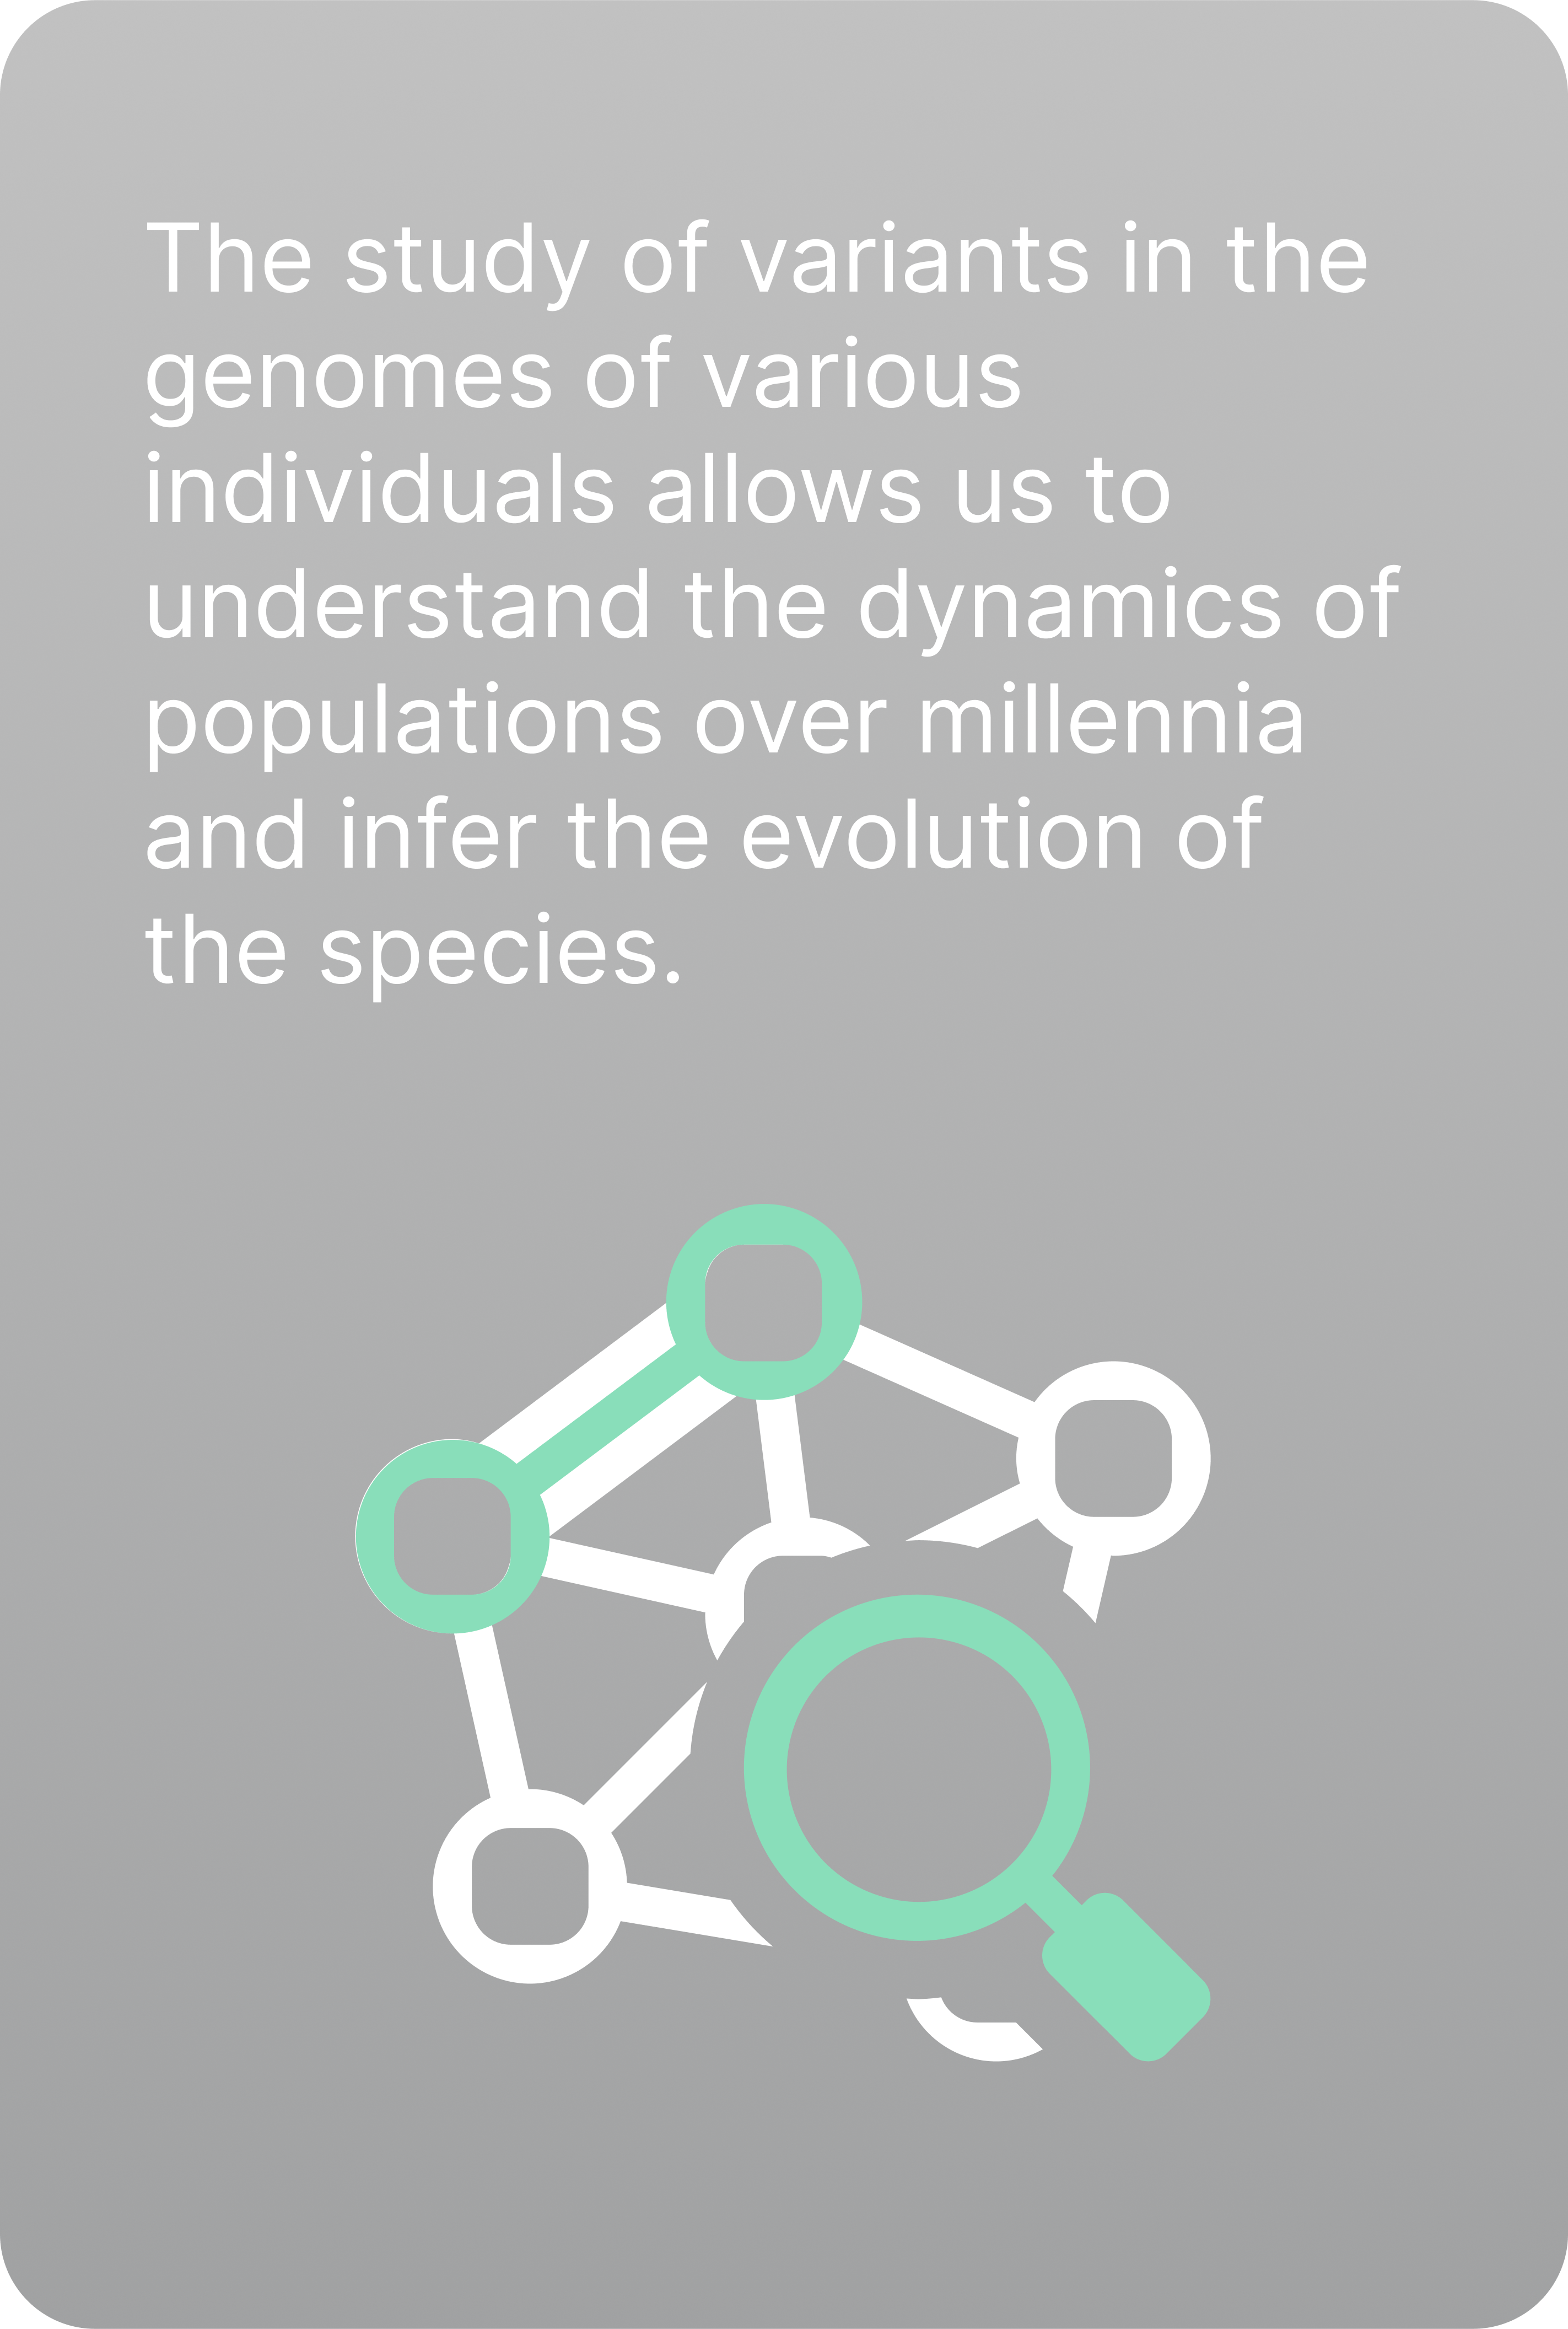 The study of variants in the
genomes of various
individuals allows us to
understand the dynamics of
populations over millennia
and infer the evolution of
the species.